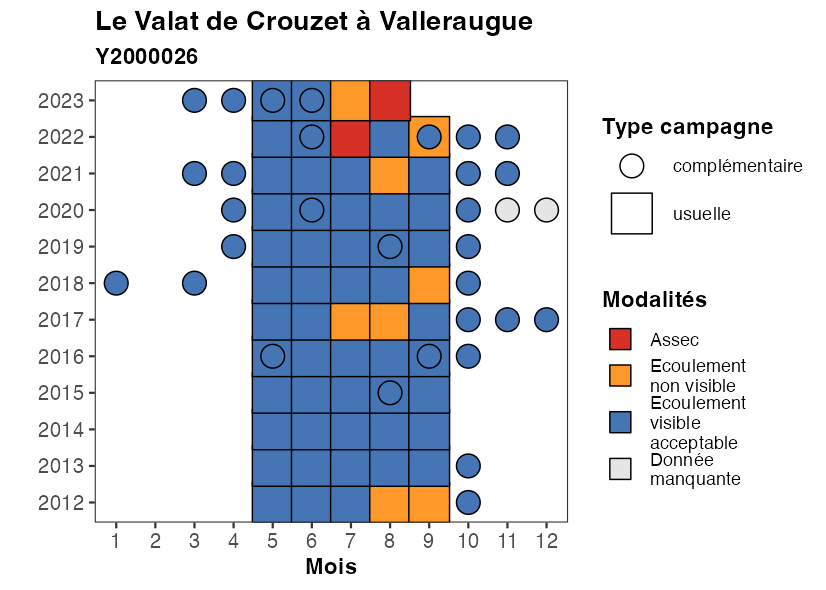 Le Valat de Crouzet à Valleraugue
Y2000026
2023
2022
2021
2020
2019
2018
2017
2016
2015
2014
2013
2012
1 2 3 4 5 6 7 8 9 10 11 12
Mois
Type campagne
complémentaire
usuelle
Modalités
Assec
Ecoulement
non visible
Ecoulement
visible
acceptable
Donnée
manquante